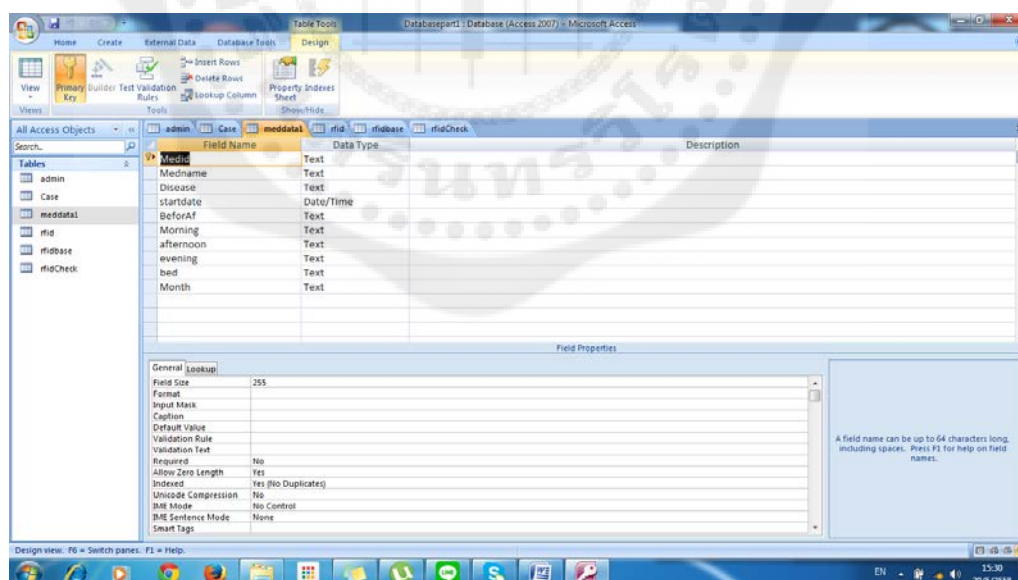 Table Tools
Databasepart1 : Database (Access 2007) - Microsoft Access
Home Create External Data Database Tools Design
View
Views
Primary Key
Builder
Test Validation Rules
Insert Rows
Delete Rows
Lookup Column
Tools
Property Sheet
Indexes
Show/Hide
All Access Objects
Search...
Tables
admin
Case
meddata1
rfid
rfidbase
rfidCheck
admin Case meddata1 rfid rfidbase rfidCheck
Field Name Data Type Description
Medid Text
Medname Text
Disease Text
startdate Date/Time
BeforAf Text
Morning Text
afternoon Text
evening Text
bed Text
Month Text
Field Properties
General Lookup
Field Size 255
Format
Input Mask
Caption
Default Value
Validation Rule
Validation Text
Required No
Allow Zero Length Yes
Indexed Yes (No Duplicates)
Unicode Compression No
IME Mode No Control
IME Sentence Mode None
Smart Tags
A field name can be up to 64 characters long, including spaces. Press F1 for help on field names.
Design view. F6 = Switch panes. F1 = Help.
EN
15:30